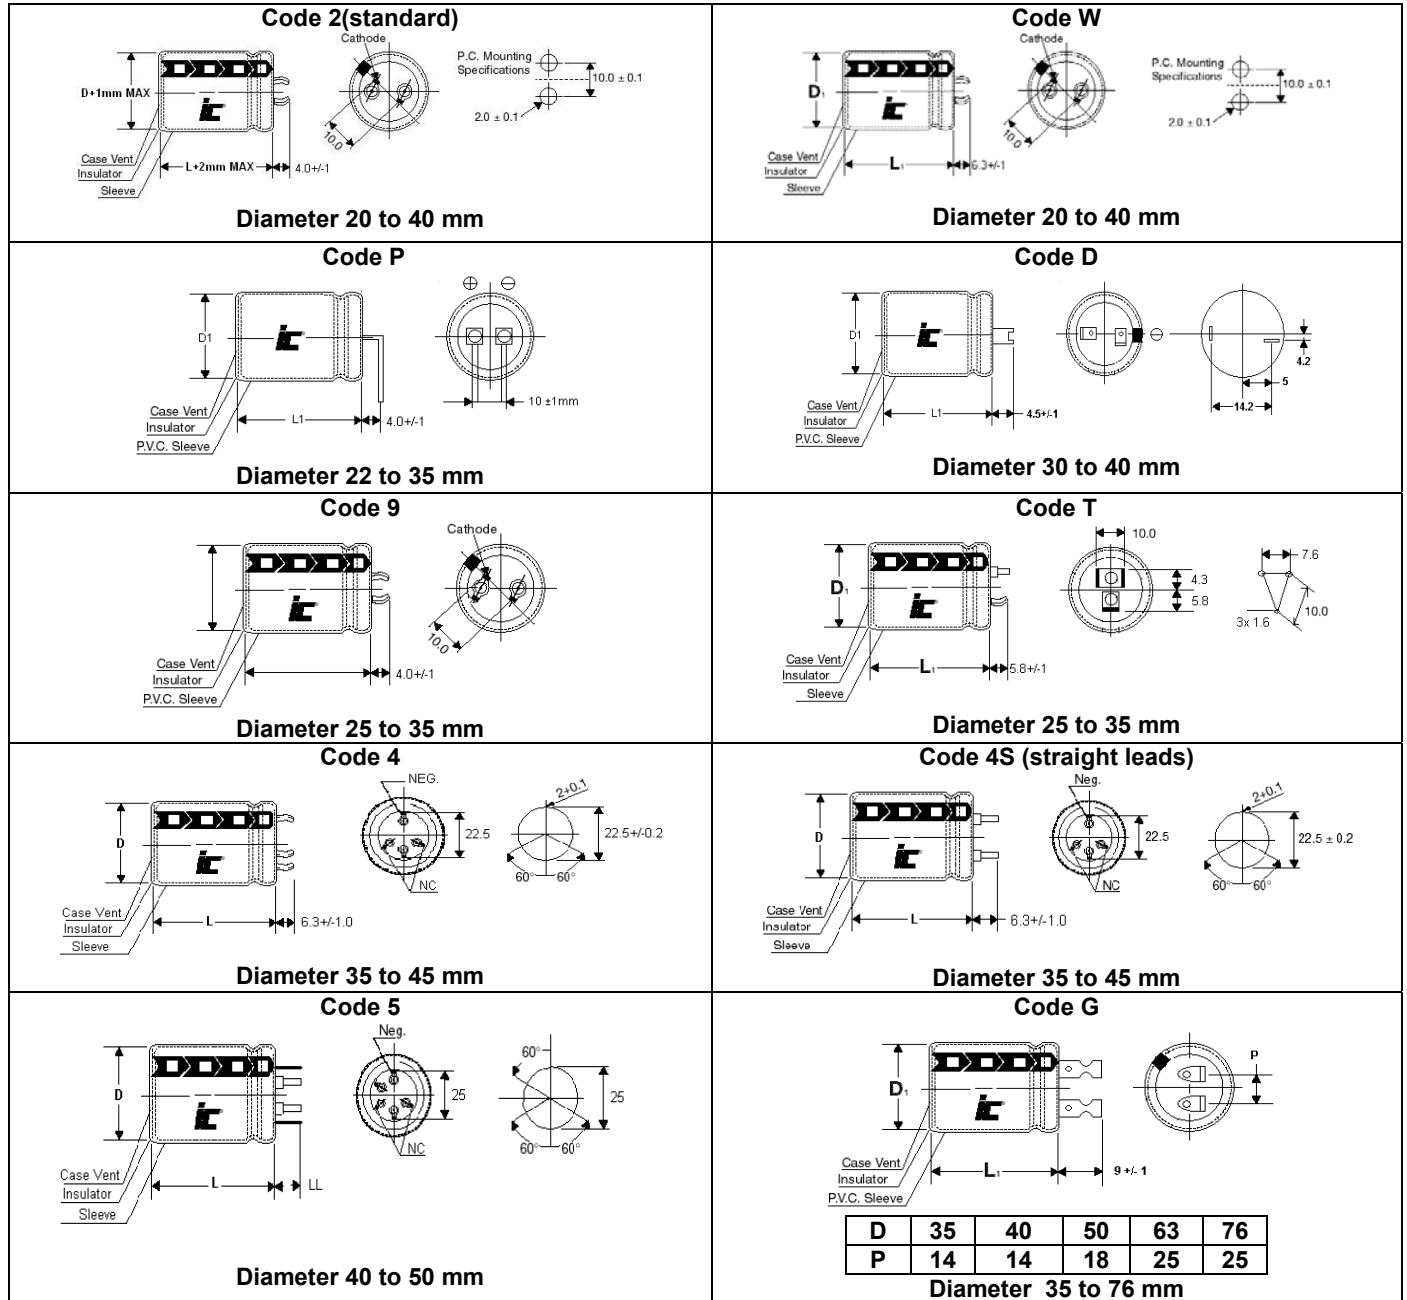 Code 2(standard)
Cathode
P.C. Mounting
Specifications
10.0 ± 0.1
D+1mm MAX
iC
2.0 ± 0.1
10.0
Case Vent
L+2mm MAX
4.0+/-1
Insulator
Sleeve
Diameter 20 to 40 mm
Code W
Cathode
P.C. Mounting
Specifications
10.0 ± 0.1
D₁
iC
2.0 ± 0.1
10.0
Case Vent
L₁
6.3+/-1
Insulator
Sleeve
Diameter 20 to 40 mm
Code P
⊕ ⊖
D1
iC
10 ±1mm
Case Vent
L1
4.0+/-1
Insulator
P.V.C. Sleeve
Diameter 22 to 35 mm
Code D
D1
iC
⊖
4.2
5
14.2
Case Vent
L1
4.5+/-1
Insulator
P.V.C. Sleeve
Diameter 30 to 40 mm
Code 9
Cathode
iC
10.0
Case Vent
Insulator
4.0+/-1
P.V.C. Sleeve
Diameter 25 to 35 mm
Code T
10.0
7.6
D₁
iC
4.3
5.8
10.0
3x 1.6
Case Vent
L₁
5.8+/-1
Insulator
Sleeve
Diameter 25 to 35 mm
Code 4
NEG.
2+0.1
D
iC
22.5
22.5+/-0.2
60° 60°
NC
Case Vent
L
6.3+/-1.0
Insulator
Sleeve
Diameter 35 to 45 mm
Code 4S (straight leads)
Neg.
2+0.1
D
iC
22.5
22.5 ± 0.2
60° 60°
NC
Case Vent
L
6.3+/-1.0
Insulator
Sleeve
Diameter 35 to 45 mm
Code 5
Neg.
60°
D
iC
25
25
NC
60° 60°
Case Vent
L
LL
Insulator
Sleeve
Diameter 40 to 50 mm
Code G
P
D₁
iC
Case Vent
L₁
9 +/- 1
Insulator
P.V.C. Sleeve
D 35 40 50 63 76
P 14 14 18 25 25
Diameter 35 to 76 mm